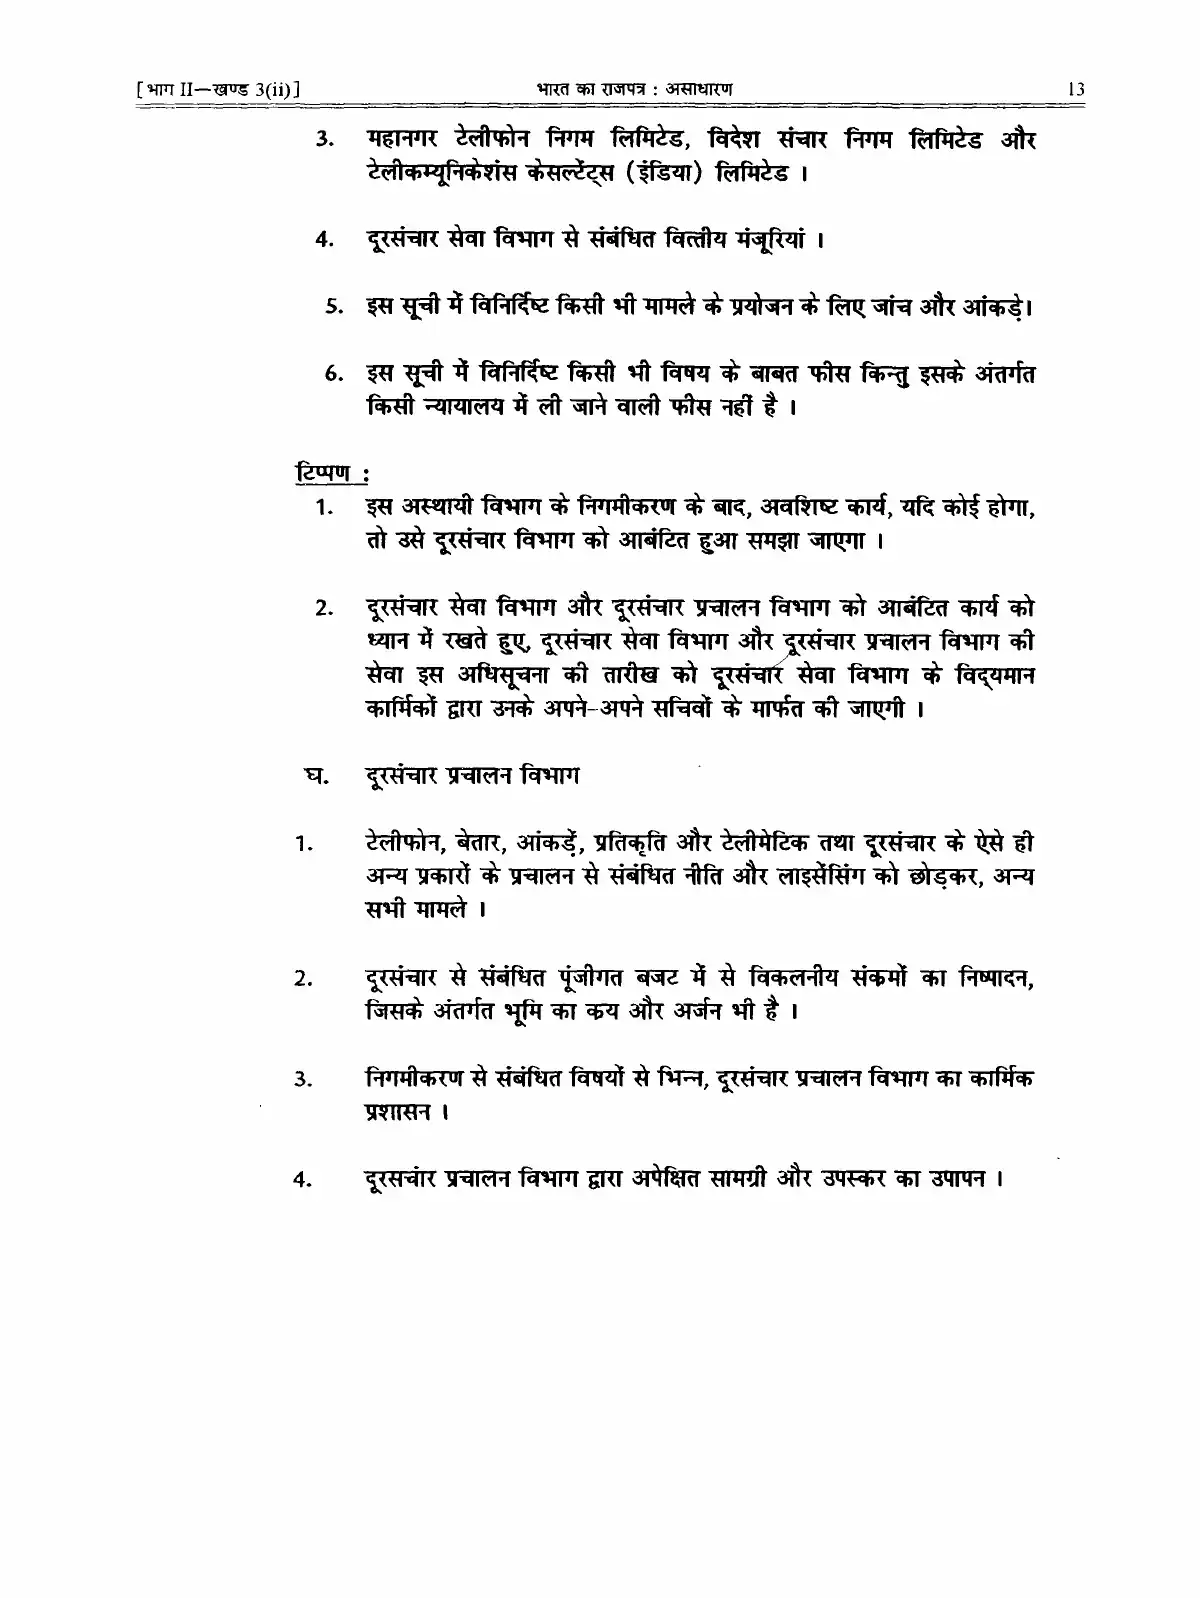 [ भाग II—खण्ड 3(ii) ] भारत का राजपत्र : असाधारण 13
3. महानगर टेलीफोन निगम लिमिटेड, विदेश संचार निगम लिमिटेड और
टेलीकम्यूनिकेशंस केसल्टेंट्स (इंडिया) लिमिटेड ।
4. दूरसंचार सेवा विभाग से संबंधित वित्तीय मंजूरियां ।
5. इस सूची में विनिर्दिष्ट किसी भी मामले के प्रयोजन के लिए जांच और आंकड़े।
6. इस सूची में विनिर्दिष्ट किसी भी विषय के बाबत फीस किन्तु इसके अंतर्गत
किसी न्यायालय में ली जाने वाली फीस नहीं है ।
टिप्पण :
1. इस अस्थायी विभाग के निगमीकरण के बाद, अवशिष्ट कार्य, यदि कोई होगा,
तो उसे दूरसंचार विभाग को आबंटित हुआ समझा जाएगा ।
2. दूरसंचार सेवा विभाग और दूरसंचार प्रचालन विभाग को आबंटित कार्य को
ध्यान में रखते हुए, दूरसंचार सेवा विभाग और दूरसंचार प्रचालन विभाग की
सेवा इस अधिसूचना की तारीख को दूरसंचार सेवा विभाग के विद्यमान
कार्मिकों द्वारा उनके अपने-अपने सचिवों के मार्फत की जाएगी ।
घ. दूरसंचार प्रचालन विभाग
1. टेलीफोन, बेतार, आंकड़ें, प्रतिकृति और टेलीमेटिक तथा दूरसंचार के ऐसे ही
अन्य प्रकारों के प्रचालन से संबंधित नीति और लाइसेंसिंग को छोड़कर, अन्य
सभी मामले ।
2. दूरसंचार से संबंधित पूंजीगत बजट में से विकलनीय संकमों का निष्पादन,
जिसके अंतर्गत भूमि का कय और अर्जन भी है ।
3. निगमीकरण से संबंधित विषयों से भिन्न, दूरसंचार प्रचालन विभाग का कार्मिक
प्रशासन ।
4. दूरसचांर प्रचालन विभाग द्वारा अपेक्षित सामग्री और उपस्कर का उपापन ।